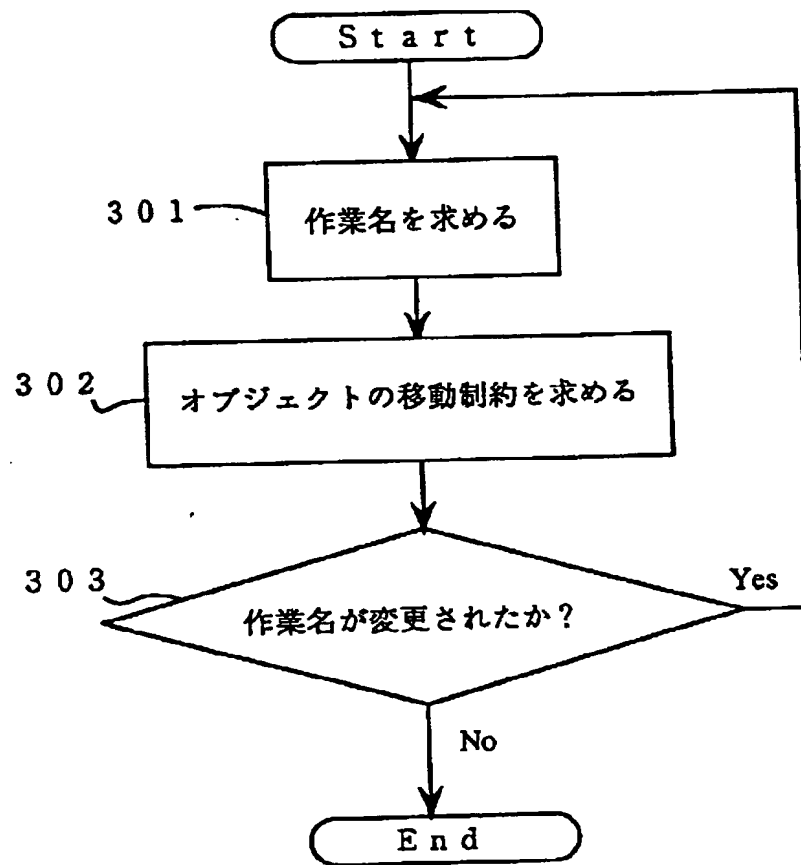 Start
301
作業名を求める
302
オブジェクトの移動制約を求める
303
作業名が変更されたか?
Yes
No
End